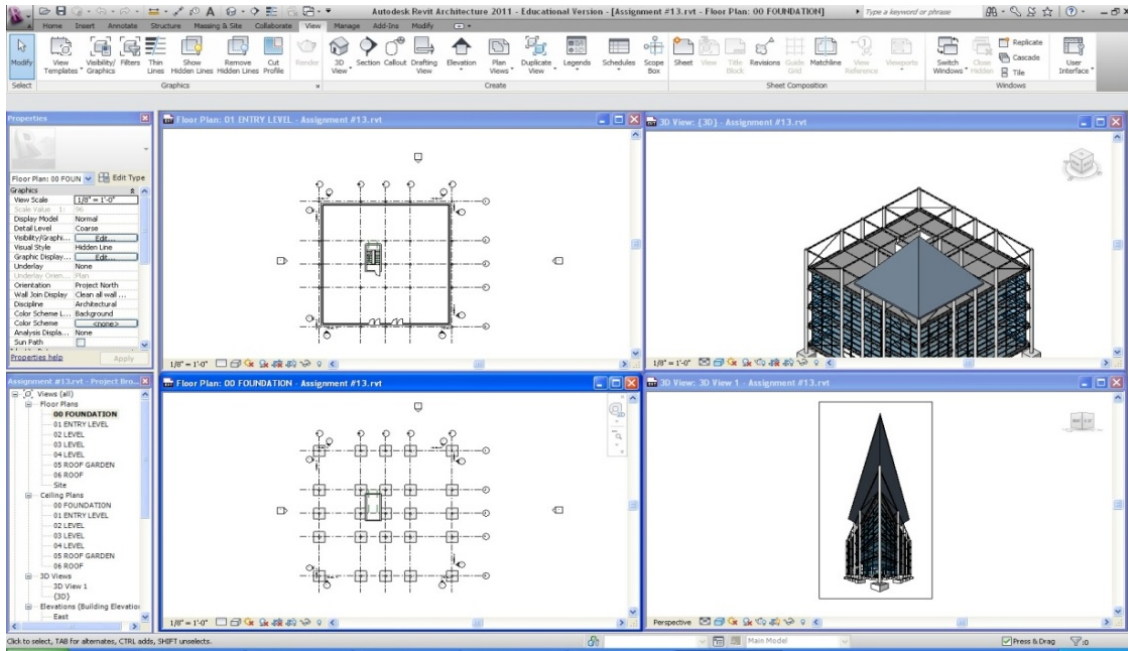 Autodesk Revit Architecture 2011 - Educational Version - [Assignment #13.rvt - Floor Plan: 00 FOUNDATION]
Type a keyword or phrase
Home Insert Annotate Structure Massing & Site Collaborate View Manage Add-Ins Modify
Modify
View Templates
Visibility/ Graphics
Filters
Thin Lines
Show Hidden Lines
Remove Hidden Lines
Cut Profile
Render
3D View
Section
Callout
Drafting View
Elevation
Plan Views
Duplicate View
Legends
Schedules
Scope Box
Sheet
View
Title Block
Revisions
Guide Grid
Matchline
View Reference
Viewports
Switch Windows
Close Hidden
Replicate
Cascade
Tile
User Interface
Select Graphics Create Sheet Composition Windows
Properties
Floor Plan: 00 FOUN
Edit Type
Graphics
View Scale 1/8" = 1'-0"
Scale Value 1: 96
Display Model Normal
Detail Level Coarse
Visibility/Graphi... Edit...
Visual Style Hidden Line
Graphic Display... Edit...
Underlay None
Underlay Orien... Plan
Orientation Project North
Wall Join Display Clean all wall ...
Discipline Architectural
Color Scheme L... Background
Color Scheme <none>
Analysis Displa... None
Sun Path
Properties help Apply
Floor Plan: 01 ENTRY LEVEL - Assignment #13.rvt
1/8" = 1'-0"
3D View: {3D} - Assignment #13.rvt
1/8" = 1'-0"
Assignment #13.rvt - Project Bro...
Views (all)
Floor Plans
00 FOUNDATION
01 ENTRY LEVEL
02 LEVEL
03 LEVEL
04 LEVEL
05 ROOF GARDEN
06 ROOF
Site
Ceiling Plans
00 FOUNDATION
01 ENTRY LEVEL
02 LEVEL
03 LEVEL
04 LEVEL
05 ROOF GARDEN
06 ROOF
3D Views
3D View 1
{3D}
Elevations (Building Elevation
East
Floor Plan: 00 FOUNDATION - Assignment #13.rvt
1/8" = 1'-0"
3D View: 3D View 1 - Assignment #13.rvt
Perspective
Click to select, TAB for alternates, CTRL adds, SHIFT unselects.
Main Model
Press & Drag
:0